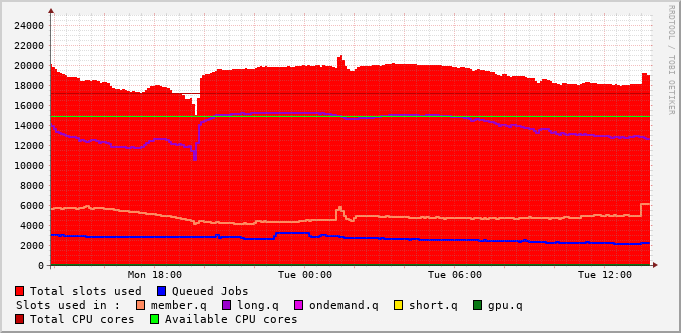 24000
22000
20000
18000
16000
14000
12000
10000
8000
6000
4000
2000
0
Mon 18:00 Tue 00:00 Tue 06:00 Tue 12:00
Total slots used Queued Jobs
Slots used in : member.q long.q ondemand.q short.q gpu.q
Total CPU cores Available CPU cores
RRDTOOL / TOBI OETIKER